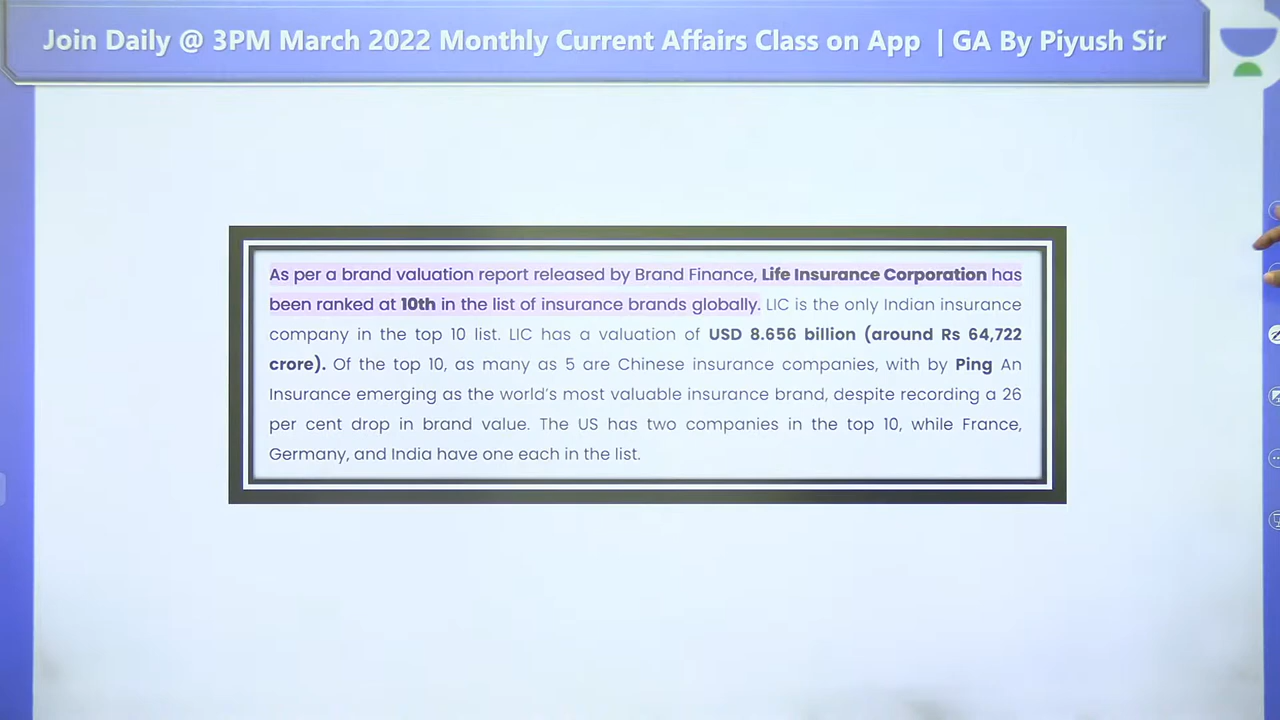 Join Daily @ 3PM March 2022 Monthly Current Affairs Class on App | GA By Piyush Sir
As per a brand valuation report released by Brand Finance, Life Insurance Corporation has
been ranked at 10th in the list of insurance brands globally. LIC is the only Indian insurance
company in the top 10 list. LIC has a valuation of USD 8.656 billion (around Rs 64,722
crore). Of the top 10, as many as 5 are Chinese insurance companies, with by Ping An
Insurance emerging as the world's most valuable insurance brand, despite recording a 26
per cent drop in brand value. The US has two companies in the top 10, while France,
Germany, and India have one each in the list.